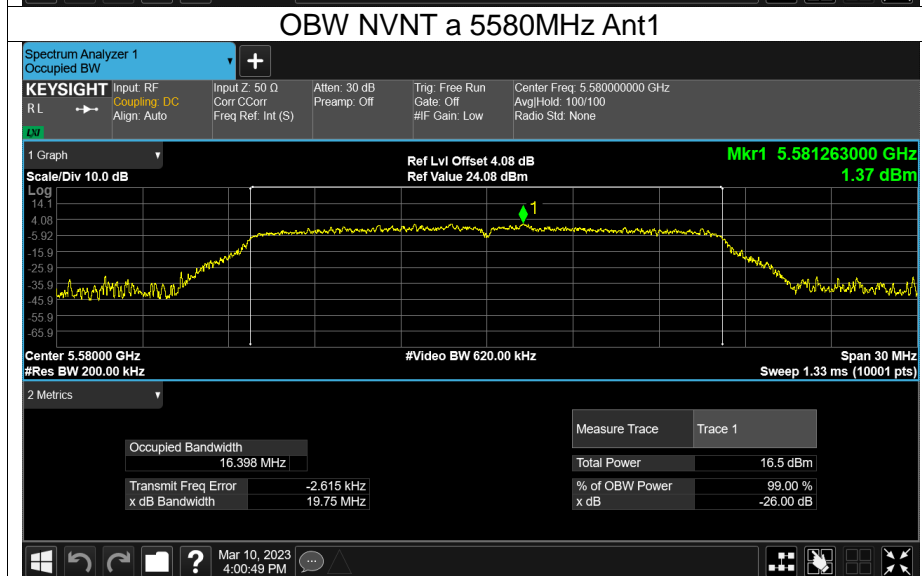 OBW NVNT a 5580MHz Ant1
Spectrum Analyzer 1
Occupied BW
+
KEYSIGHT
R L
LXI
Input: RF
Coupling: DC
Align: Auto
Input Z: 50 Ω
Corr CCorr
Freq Ref: Int (S)
Atten: 30 dB
Preamp: Off
Trig: Free Run
Gate: Off
#IF Gain: Low
Center Freq: 5.580000000 GHz
Avg|Hold: 100/100
Radio Std: None
1 Graph
Scale/Div 10.0 dB
Ref Lvl Offset 4.08 dB
Ref Value 24.08 dBm
Mkr1 5.581263000 GHz
1.37 dBm
Log
14.1
4.08
-5.92
-15.9
-25.9
-35.9
-45.9
-55.9
-65.9
1
Center 5.58000 GHz
#Res BW 200.00 kHz
#Video BW 620.00 kHz
Span 30 MHz
Sweep 1.33 ms (10001 pts)
2 Metrics
Measure Trace Trace 1
Occupied Bandwidth
16.398 MHz
Total Power 16.5 dBm
Transmit Freq Error -2.615 kHz
% of OBW Power 99.00 %
x dB Bandwidth 19.75 MHz
x dB -26.00 dB
?
Mar 10, 2023
4:00:49 PM